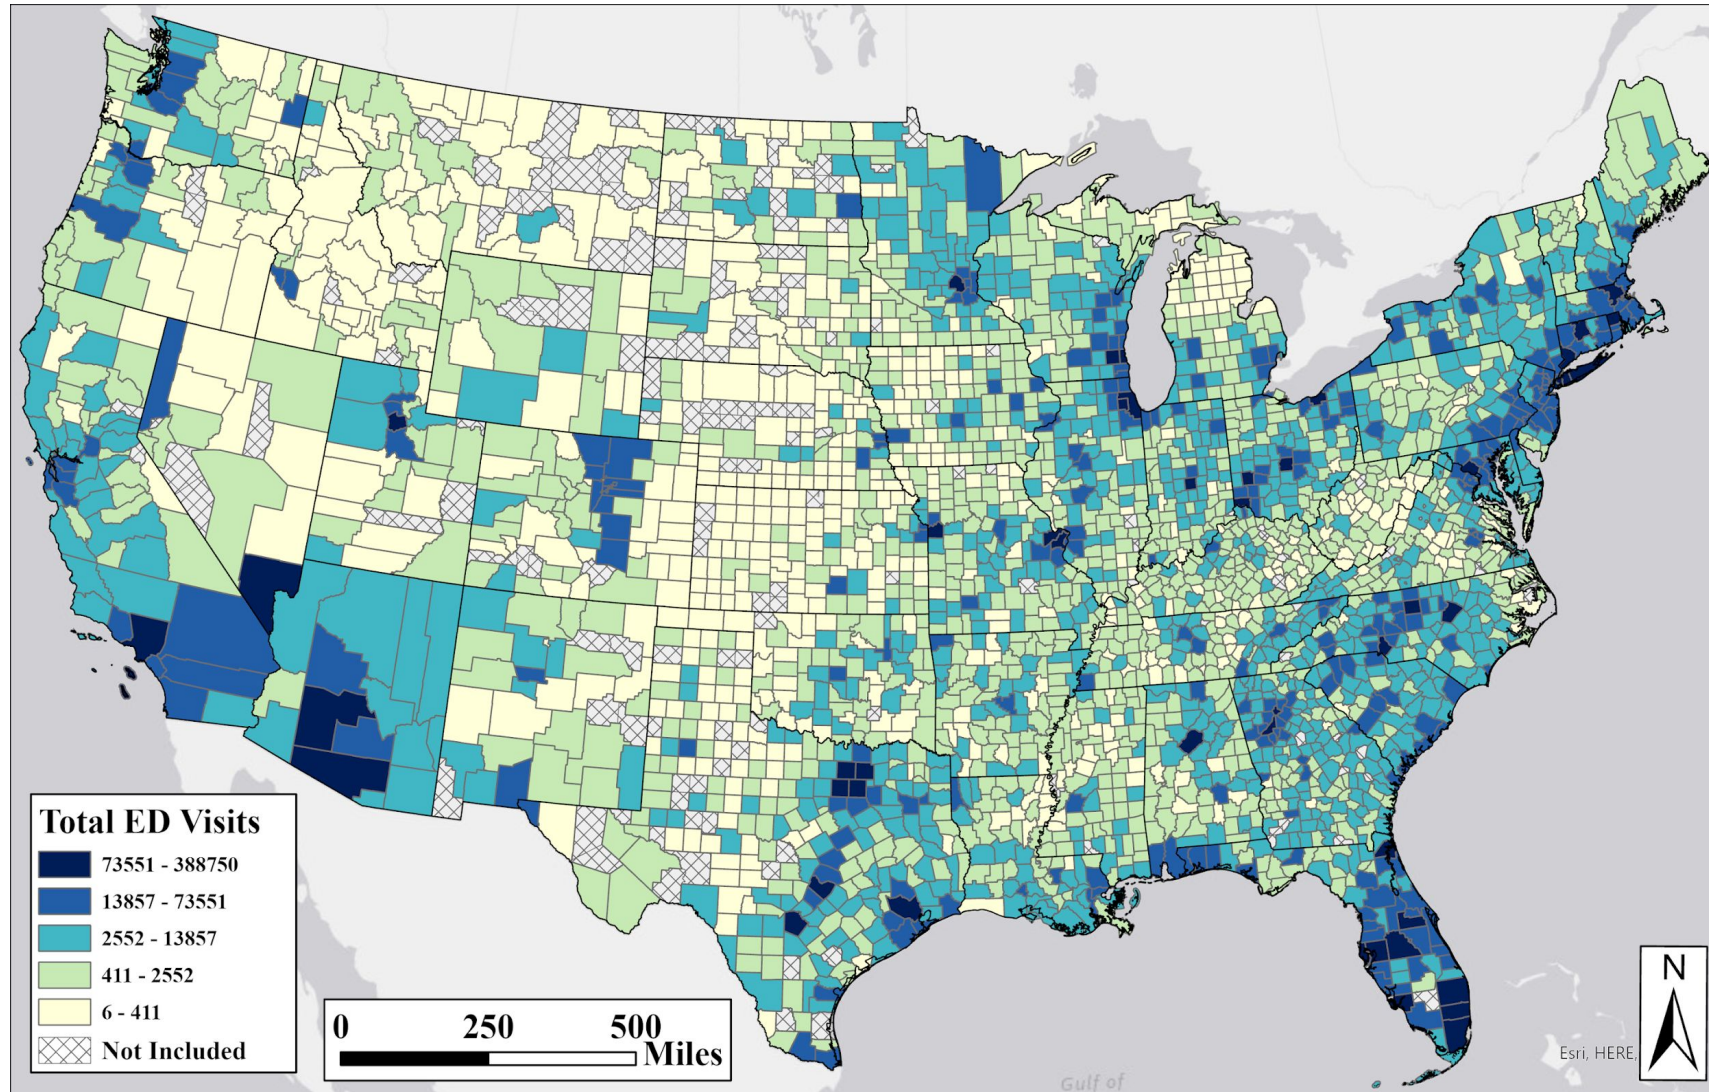 Total ED Visits
73551 - 388750
13857 - 73551
2552 - 13857
411 - 2552
6 - 411
Not Included
0 250 500
Miles
N
Esri, HERE,
Gulf of